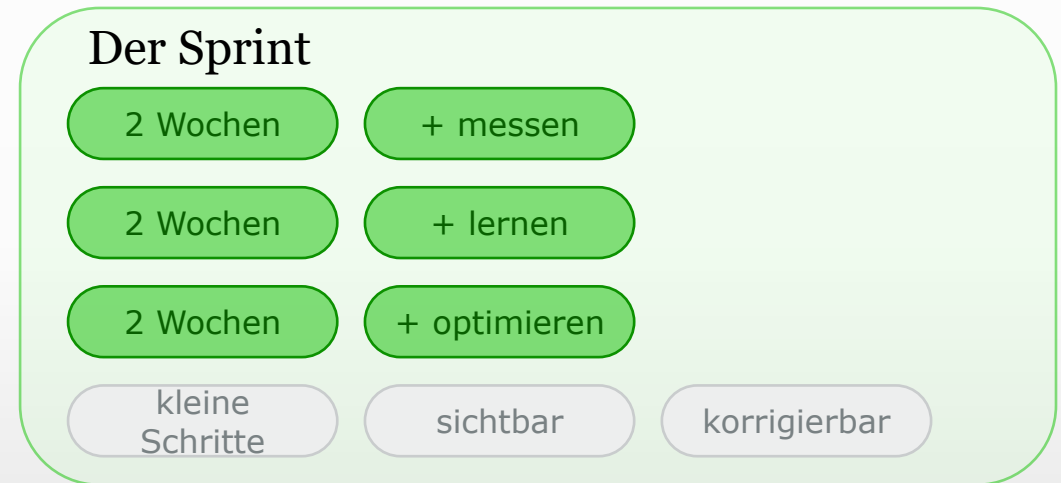 Der Sprint
2 Wochen
+ messen
2 Wochen
+ lernen
2 Wochen
+ optimieren
kleine
Schritte
sichtbar
korrigierbar